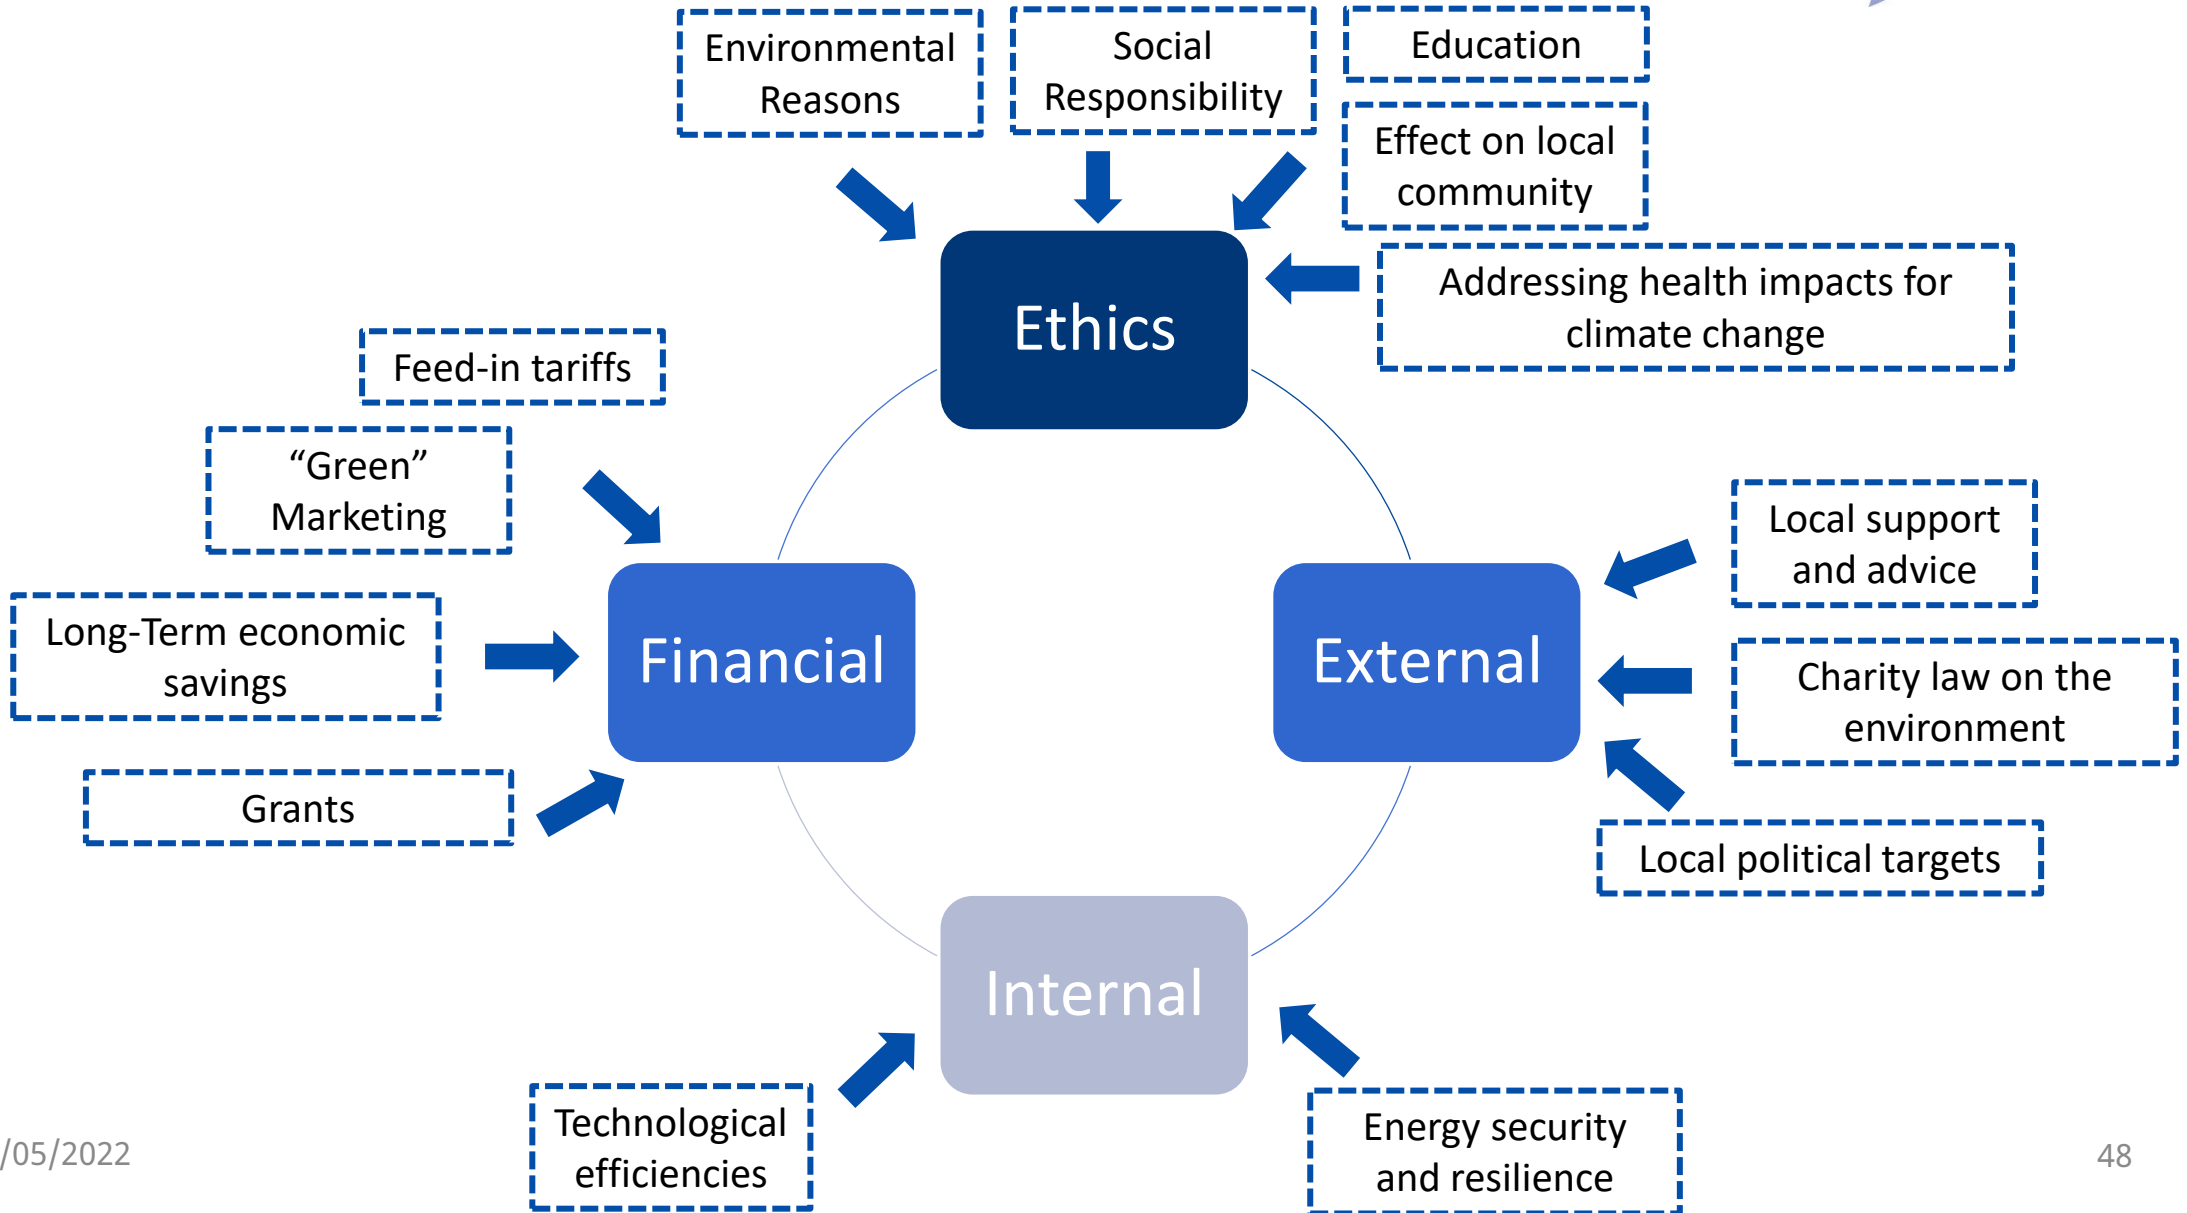 Environmental
Reasons
Social
Responsibility
Education
Effect on local
community
Addressing health impacts for
climate change
Ethics
Feed-in tariffs
“Green”
Marketing
Long-Term economic
savings
Grants
Financial
External
Local support
and advice
Charity law on the
environment
Local political targets
Internal
Technological
efficiencies
Energy security
and resilience
/05/2022
48